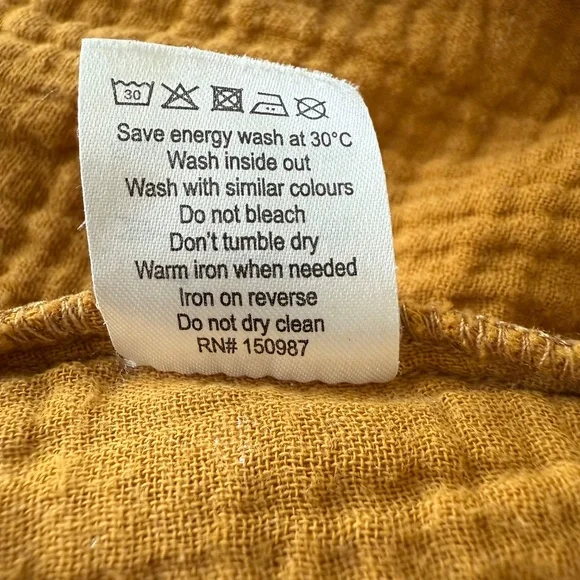 30
Save energy wash at 30°C
Wash inside out
Wash with similar colours
Do not bleach
Don't tumble dry
Warm iron when needed
Iron on reverse
Do not dry clean
RN# 150987